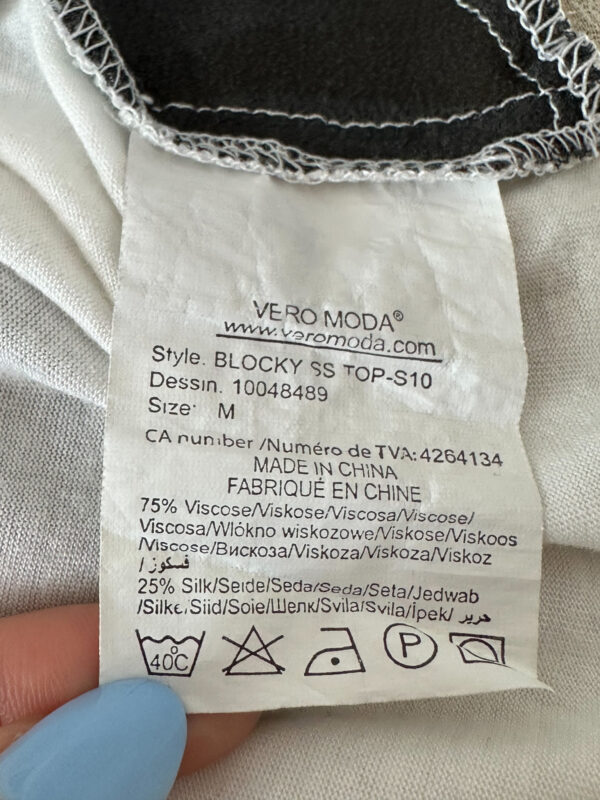 VERO MODA®
www.veromoda.com
Style. BLOCKY SS TOP-S10
Dessin. 10048489
Size: M
CA number /Numéro de TVA: 4264134
MADE IN CHINA
FABRIQUÉ EN CHINE
75% Viscose/Viskose/Viscosa/Viscose/
Viscosa/Włókno wiskozowe/Viskose/Viskoos
/Viscose/Вискоза/Viskoza/Viskoza/Viskoz
/فسكوز
25% Silk/Seide/Seda/Seda/Seta/Jedwab
/Silke/Siid/Soie/Шелк/Svila/Svila/İpek/ حرير
40C P